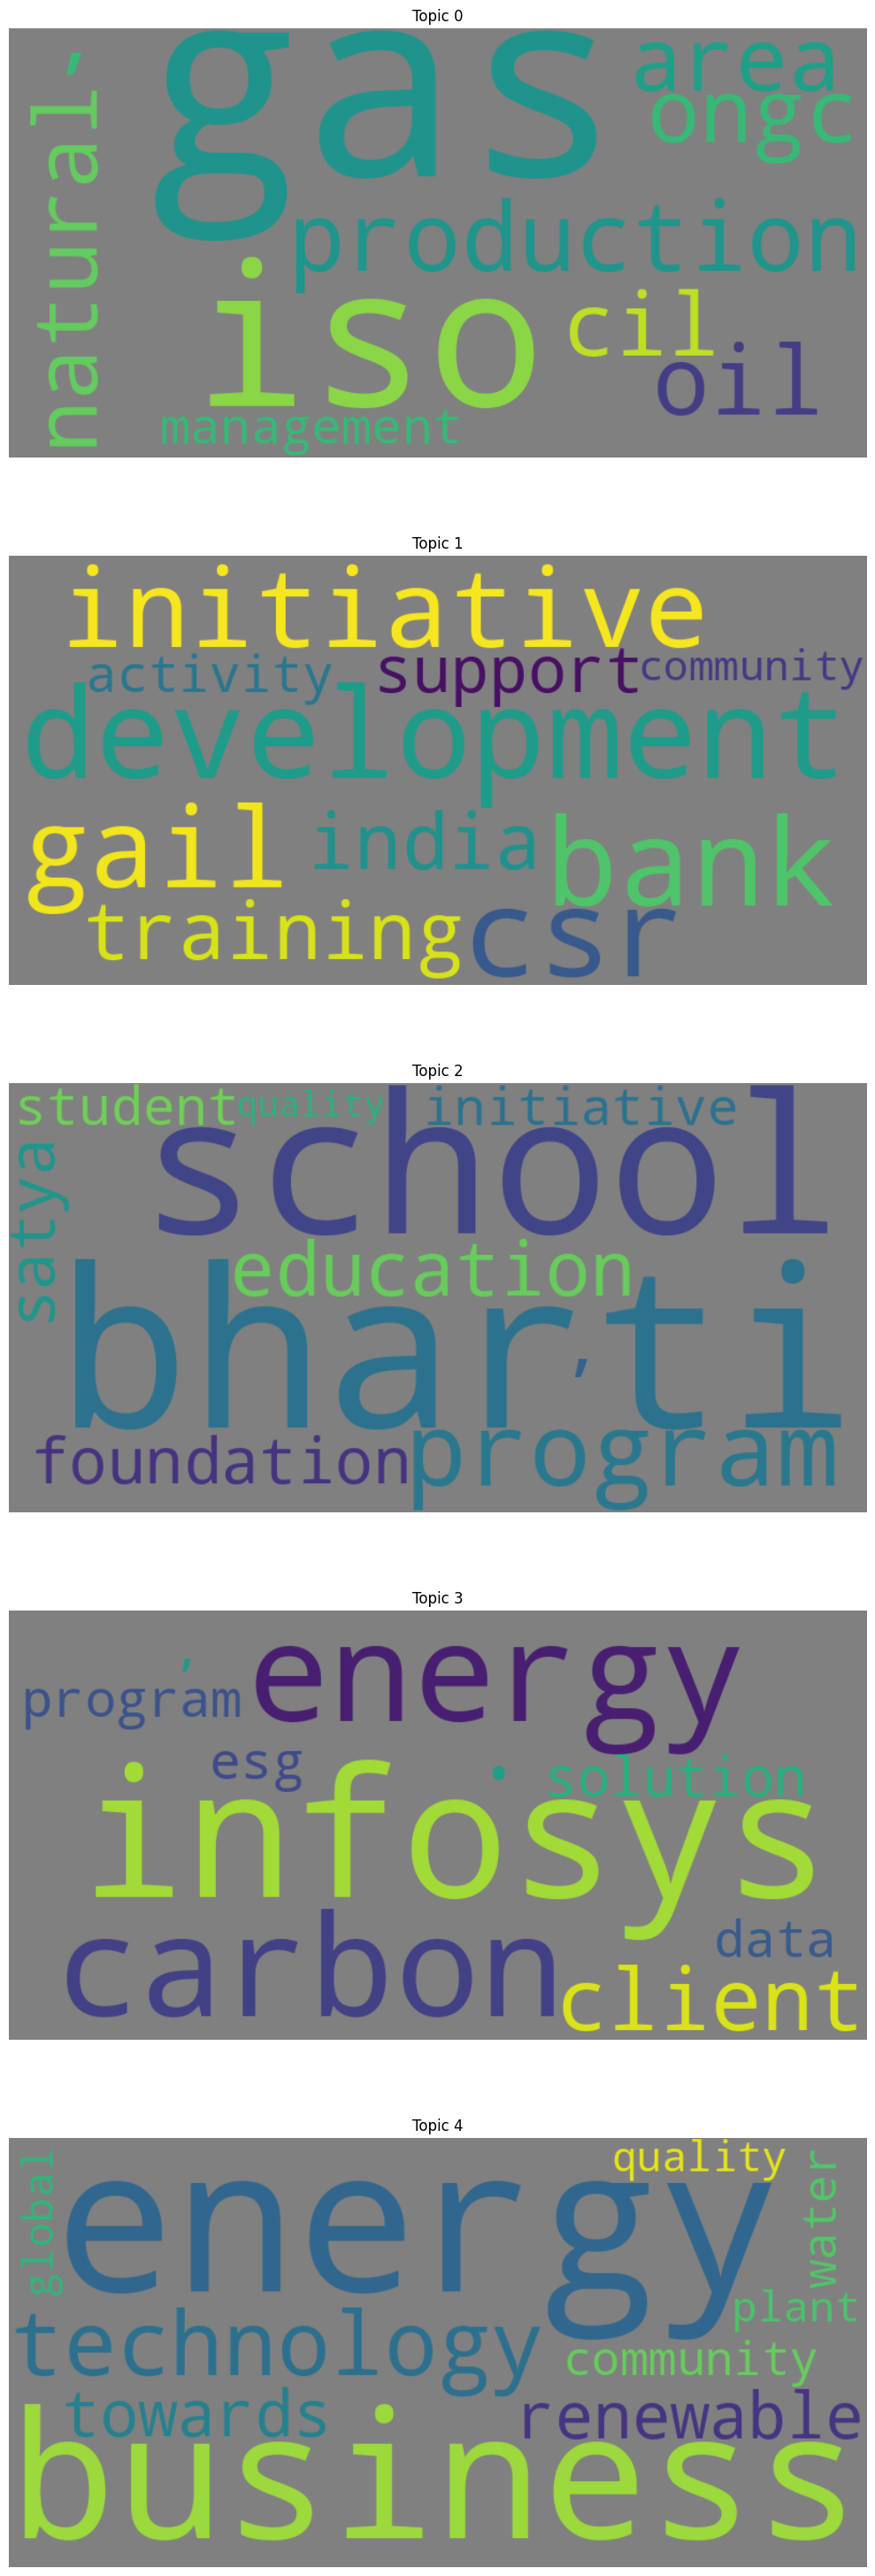 Topic 0
gas
area
ongc
natural
,
production
iso
cil
oil
management
Topic 1
initiative
activity
support
community
development
gail
india
bank
training
csr
Topic 2
student
quality
initiative
school
satya
education
bharti
,
foundation
program
Topic 3
,
energy
program
esg
.
solution
infosys
carbon
data
client
Topic 4
global
energy
quality
water
plant
technology
community
towards
renewable
business